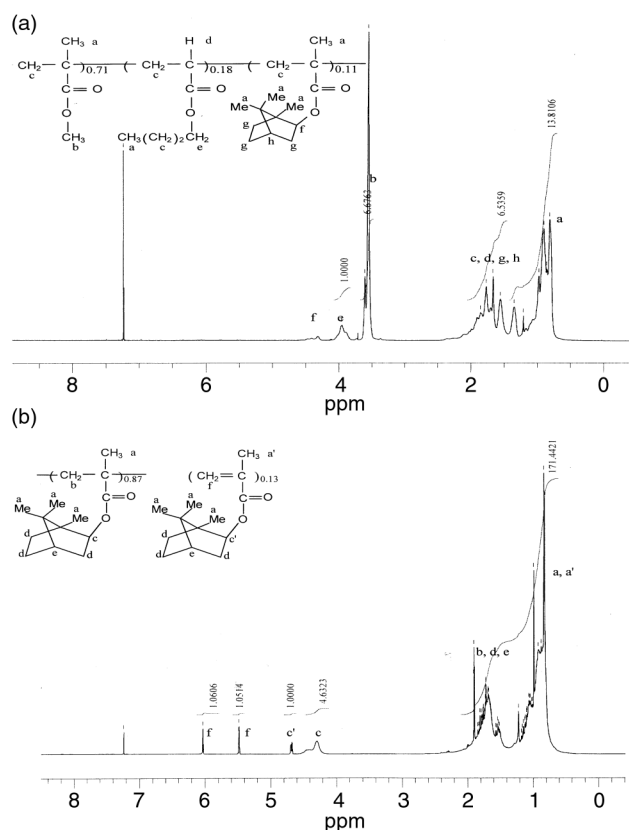 (a)
CH₃ a
H d
CH₃ a
( CH₂ C )0.71 ( CH₂ C )0.18 ( CH₂ C )0.11
c c c
C = O C = O C = O
O O O
CH₃ CH₃(CH₂)₂CH₂
b a c e
a Me
Me a
a Me
g f
g h g
b
6.6763
1.0000
6.5359
13.8106
f e
c, d, g, h
a
8 6 4 2 0
ppm
(b)
CH₃ a
CH₃ a'
( CH₂ C )0.87 ( CH₂ = C )0.13
b f
C = O C = O
O O
a a a a
Me Me Me Me
a Me a Me
d c d c'
d e d d e d
1.0606
1.0514
1.0000
4.6323
171.4421
f f c' c
b, d, e
a, a'
8 7 6 5 4 3 2 1 0
ppm